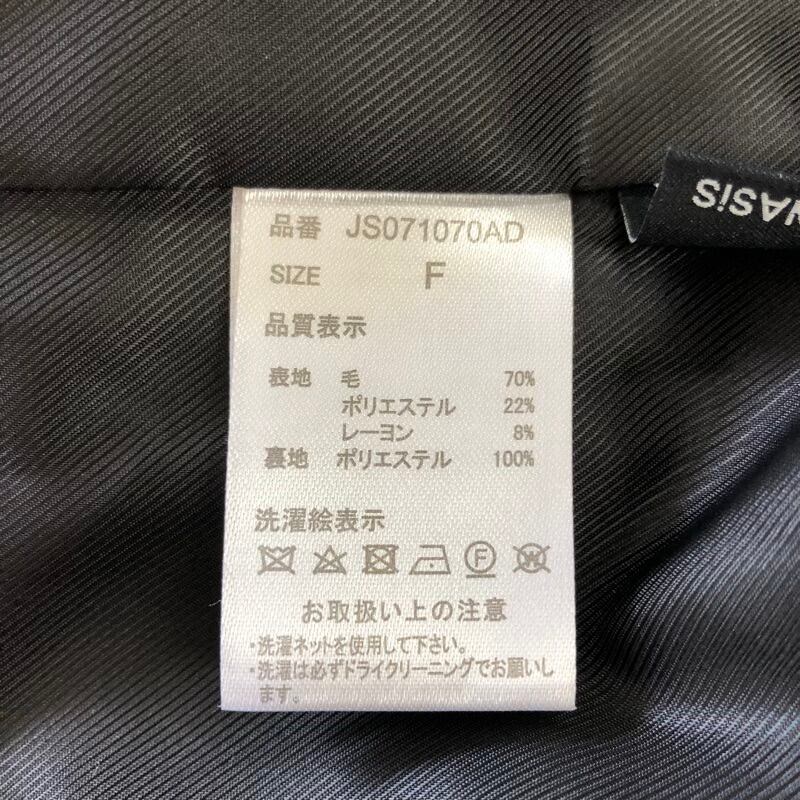 品番 JS071070AD
SIZE F
品質表示
表地 毛 70%
ポリエステル 22%
レーヨン 8%
裏地 ポリエステル 100%
洗濯絵表示
F W
お取扱い上の注意
・洗濯ネットを使用して下さい。
・洗濯は必ずドライクリーニングでお願いし
ます。